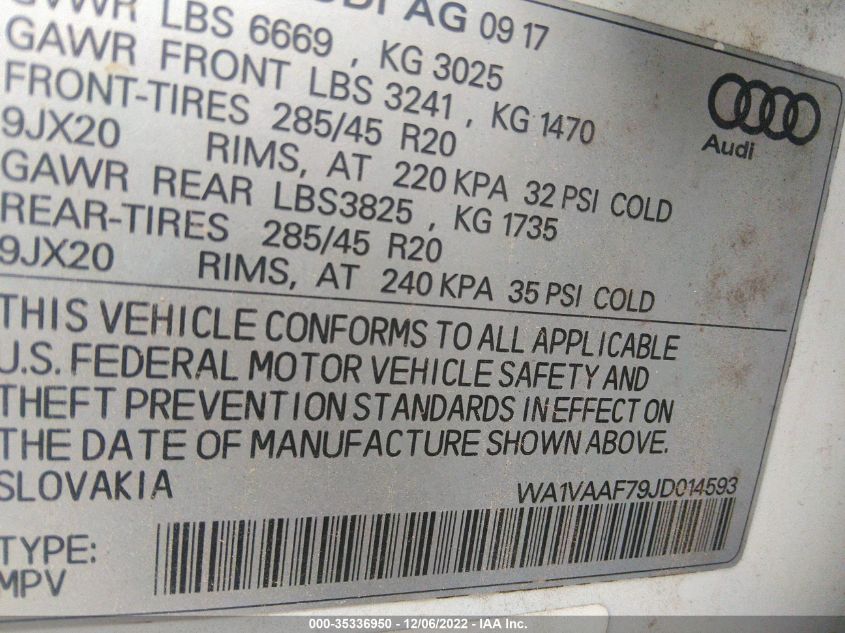 AG 09 17
GVWR LBS 6669 , KG 3025
GAWR FRONT LBS 3241 , KG 1470
FRONT-TIRES 285/45 R20
9JX20 RIMS, AT 220 KPA 32 PSI COLD
GAWR REAR LBS3825 , KG 1735
REAR-TIRES 285/45 R20
9JX20 RIMS, AT 240 KPA 35 PSI COLD
Audi
THIS VEHICLE CONFORMS TO ALL APPLICABLE
U.S. FEDERAL MOTOR VEHICLE SAFETY AND
THEFT PREVENTION STANDARDS IN EFFECT ON
THE DATE OF MANUFACTURE SHOWN ABOVE.
SLOVAKIA
WA1VAAF79JD014593
TYPE:
MPV
000-35336950 - 12/06/2022 - IAA Inc.